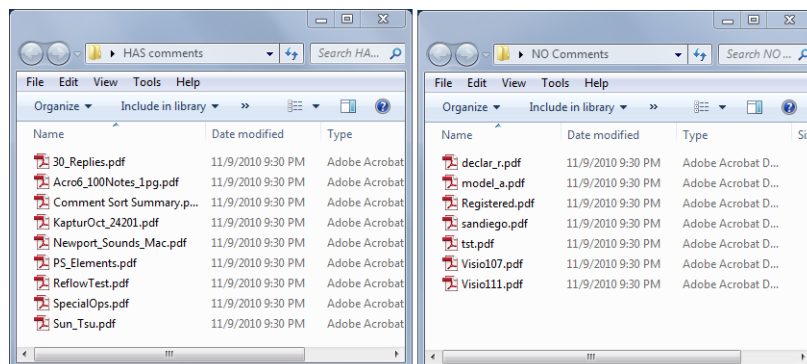 HAS comments
Search HA...
File Edit View Tools Help
Organize Include in library »
Name Date modified Type
30_Replies.pdf 11/9/2010 9:30 PM Adobe Acrobat
Acro6_100Notes_1pg.pdf 11/9/2010 9:30 PM Adobe Acrobat
Comment Sort Summary.p... 11/9/2010 9:30 PM Adobe Acrobat
KapturOct_24201.pdf 11/9/2010 9:30 PM Adobe Acrobat
Newport_Sounds_Mac.pdf 11/9/2010 9:30 PM Adobe Acrobat
PS_Elements.pdf 11/9/2010 9:30 PM Adobe Acrobat
ReflowTest.pdf 11/9/2010 9:30 PM Adobe Acrobat
SpecialOps.pdf 11/9/2010 9:30 PM Adobe Acrobat
Sun_Tsu.pdf 11/9/2010 9:30 PM Adobe Acrobat
NO Comments
Search NO ...
File Edit View Tools Help
Organize Include in library »
Name Date modified Type Si
declar_r.pdf 11/9/2010 9:30 PM Adobe Acrobat D...
model_a.pdf 11/9/2010 9:30 PM Adobe Acrobat D...
Registered.pdf 11/9/2010 9:30 PM Adobe Acrobat D...
sandiego.pdf 11/9/2010 9:30 PM Adobe Acrobat D...
tst.pdf 11/9/2010 9:30 PM Adobe Acrobat D...
Visio107.pdf 11/9/2010 9:30 PM Adobe Acrobat D...
Visio111.pdf 11/9/2010 9:30 PM Adobe Acrobat D...